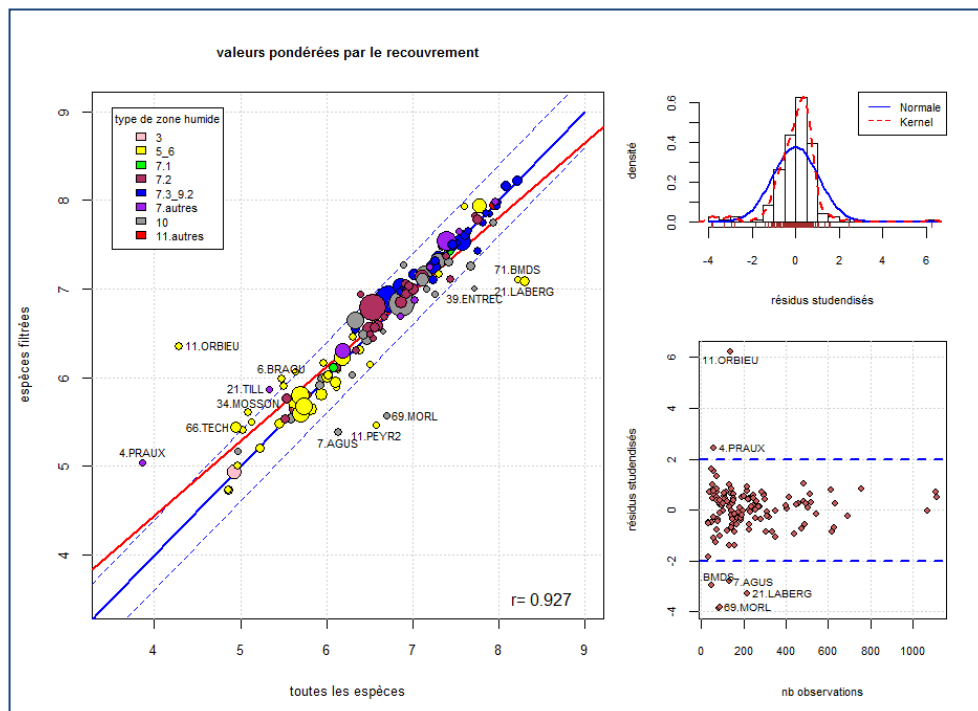 valeurs pondérées par le recouvrement
espèces filtrées
9
8
7
6
5
4
type de zone humide
3
5_6
7.1
7.2
7.3_9.2
7.autres
10
11.autres
71.BMDS
21.LABERG
39.ENTREC
11.ORBIEU
6.BRAGU
21.TILL
34.MOSSON
66.TECH
69.MORL
11.PEYR2
7.AGUS
4.PRAUX
r= 0.927
4 5 6 7 8 9
toutes les espèces
densité
0.6
0.4
0.2
0.0
Normale
Kernel
-4 -2 0 2 4 6
résidus studendisés
résidus studendisés
6
4
2
0
-2
-4
11.ORBIEU
4.PRAUX
.BMDS
7.AGUS
21.LABERG
69.MORL
0 200 400 600 800 1000
nb observations